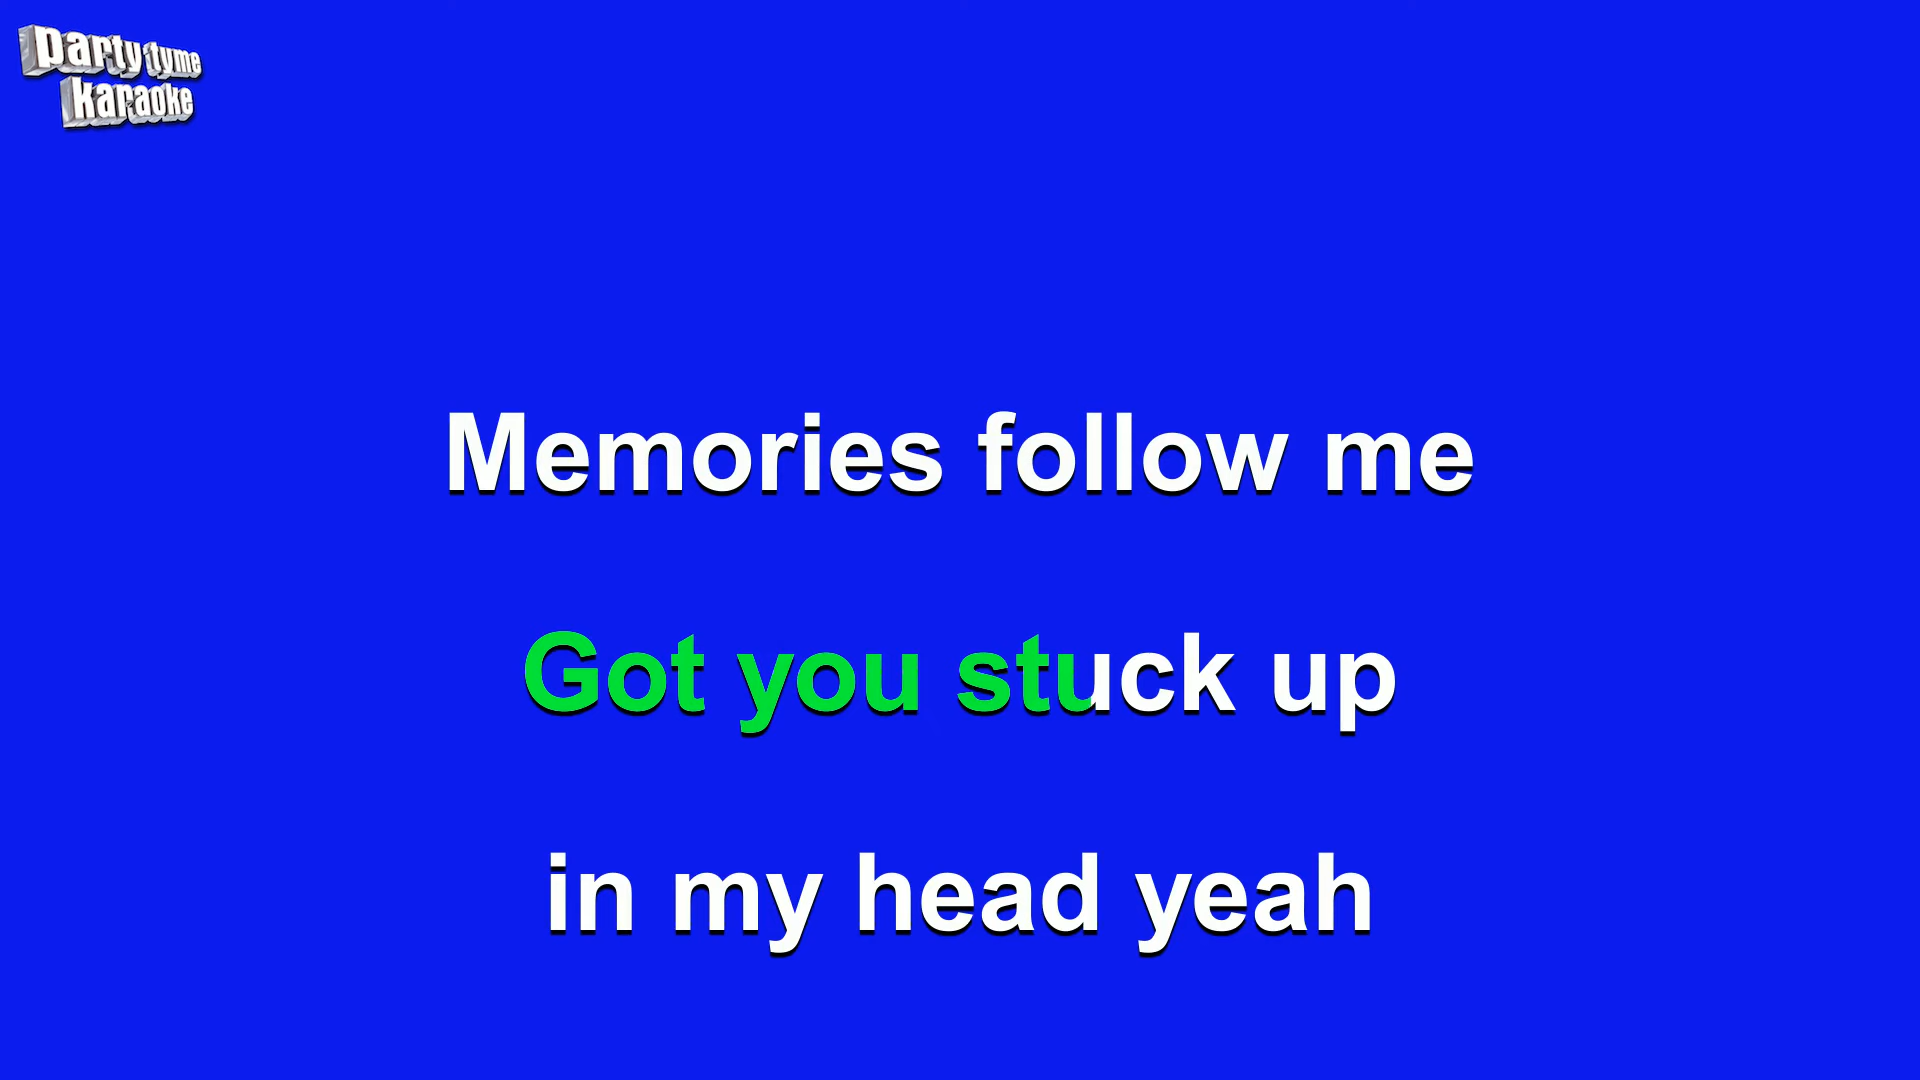 party tyme
karaoke
Memories follow me
Got you stuck up
in my head yeah